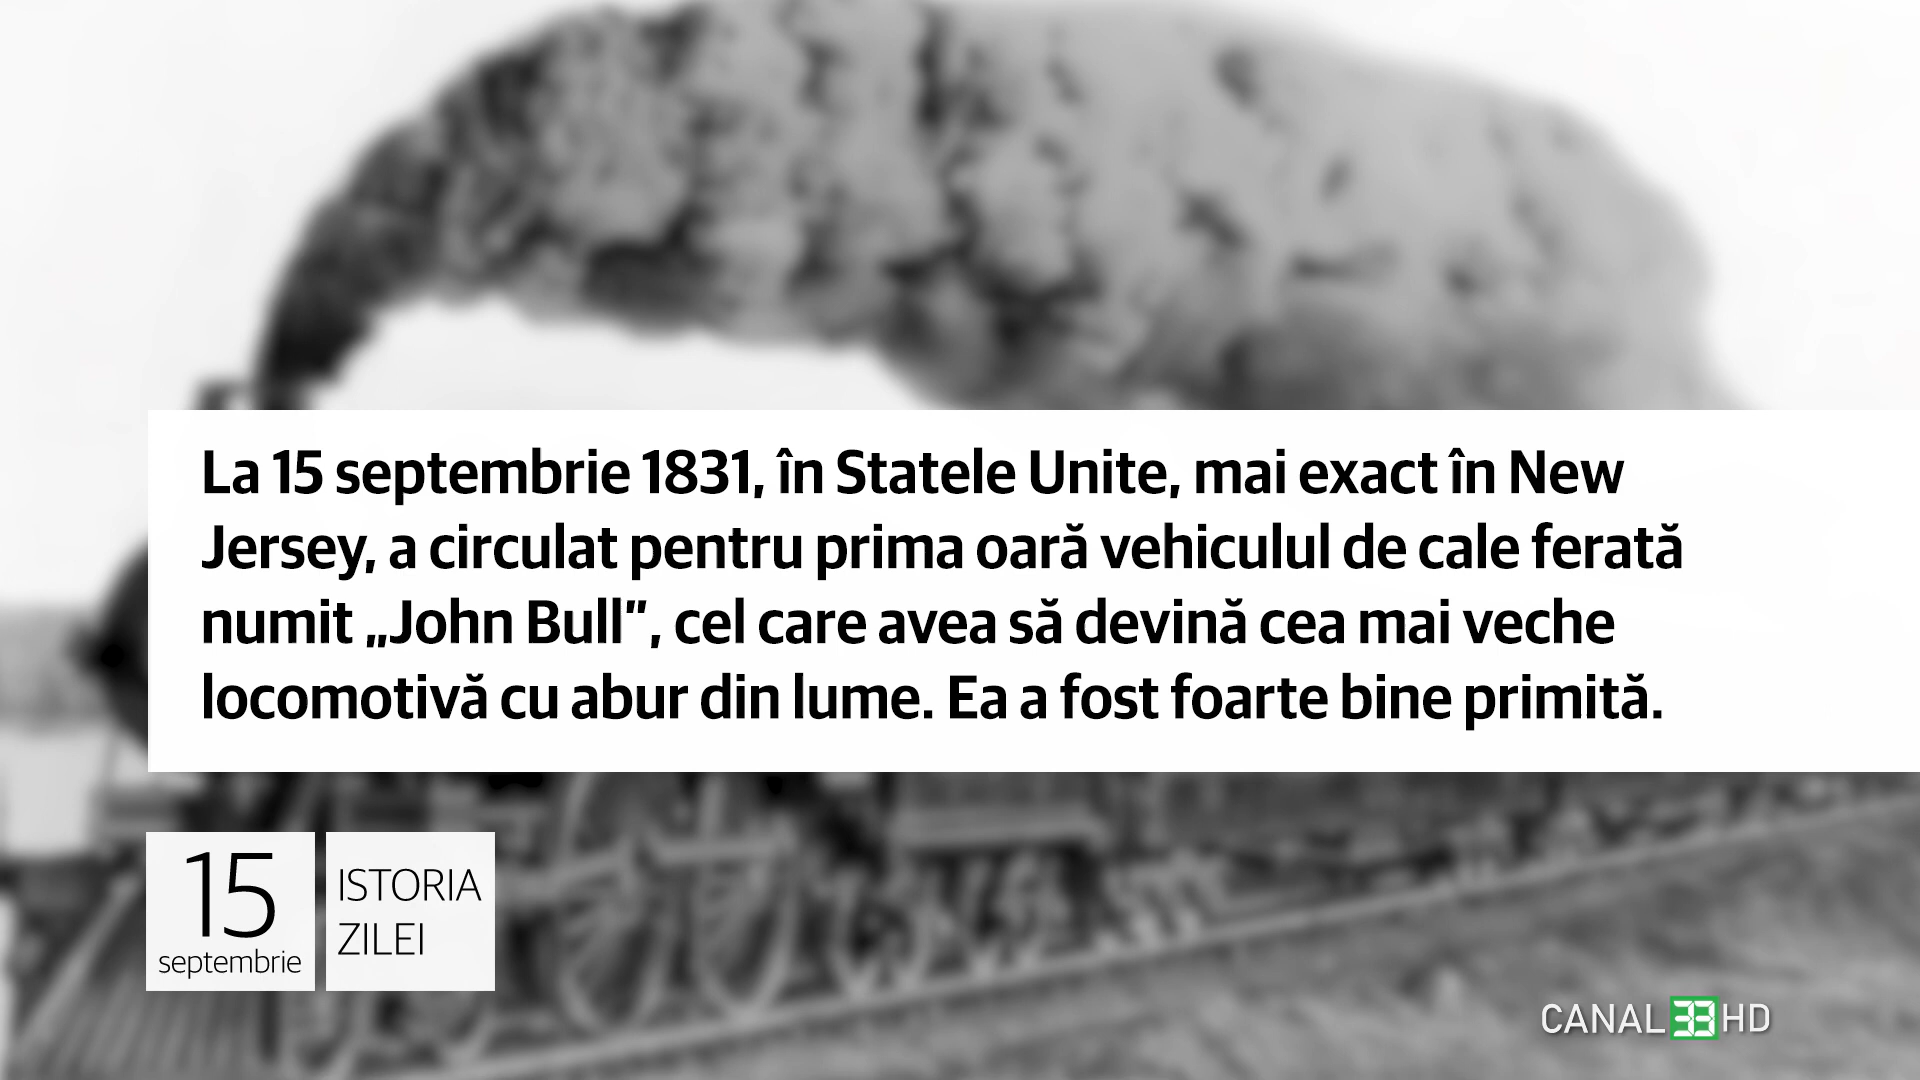 La 15 septembrie 1831, în Statele Unite, mai exact în New
Jersey, a circulat pentru prima oară vehiculul de cale ferată
numit „John Bull”, cel care avea să devină cea mai veche
locomotivă cu abur din lume. Ea a fost foarte bine primită.
15
septembrie
ISTORIA
ZILEI
CANAL 33 HD